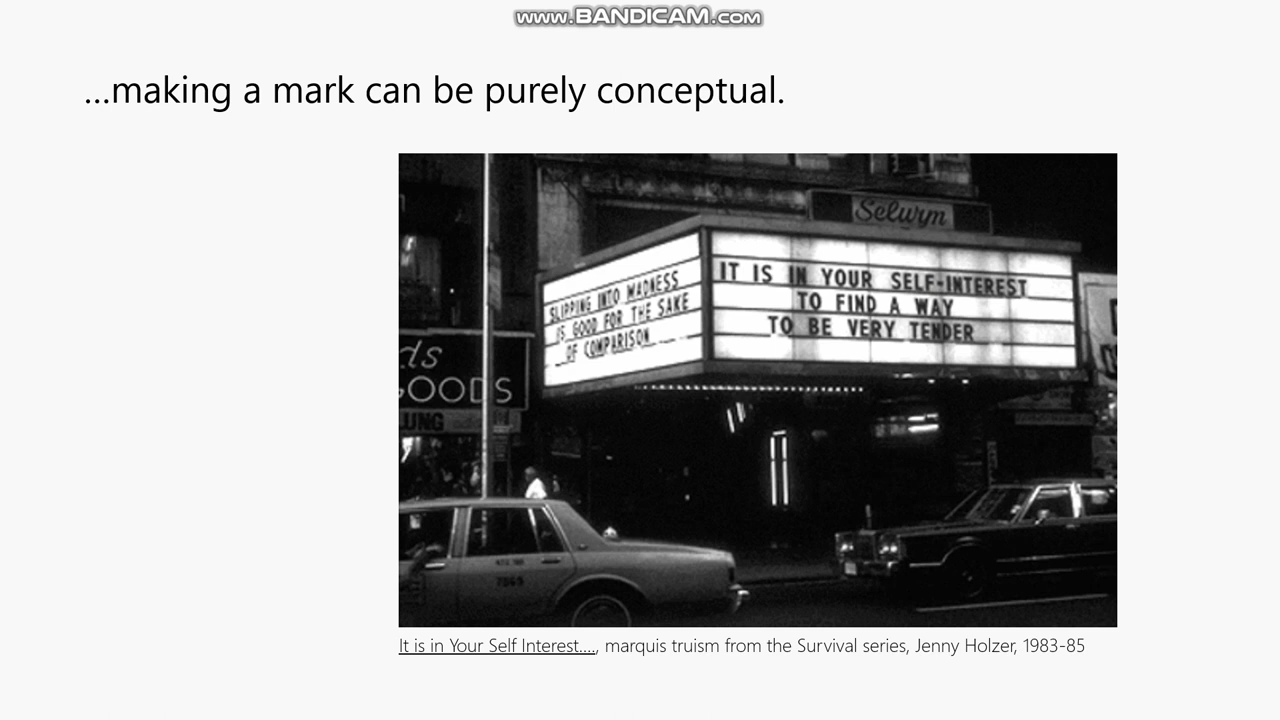 www.BANDICAM.com
...making a mark can be purely conceptual.
Selwyn
SLIPPING INTO MADNESS
IS GOOD FOR THE SAKE
OF COMPARISON
IT IS IN YOUR SELF-INTEREST
TO FIND A WAY
TO BE VERY TENDER
ds
GOODS
UNG
It is in Your Self Interest...., marquis truism from the Survival series, Jenny Holzer, 1983-85